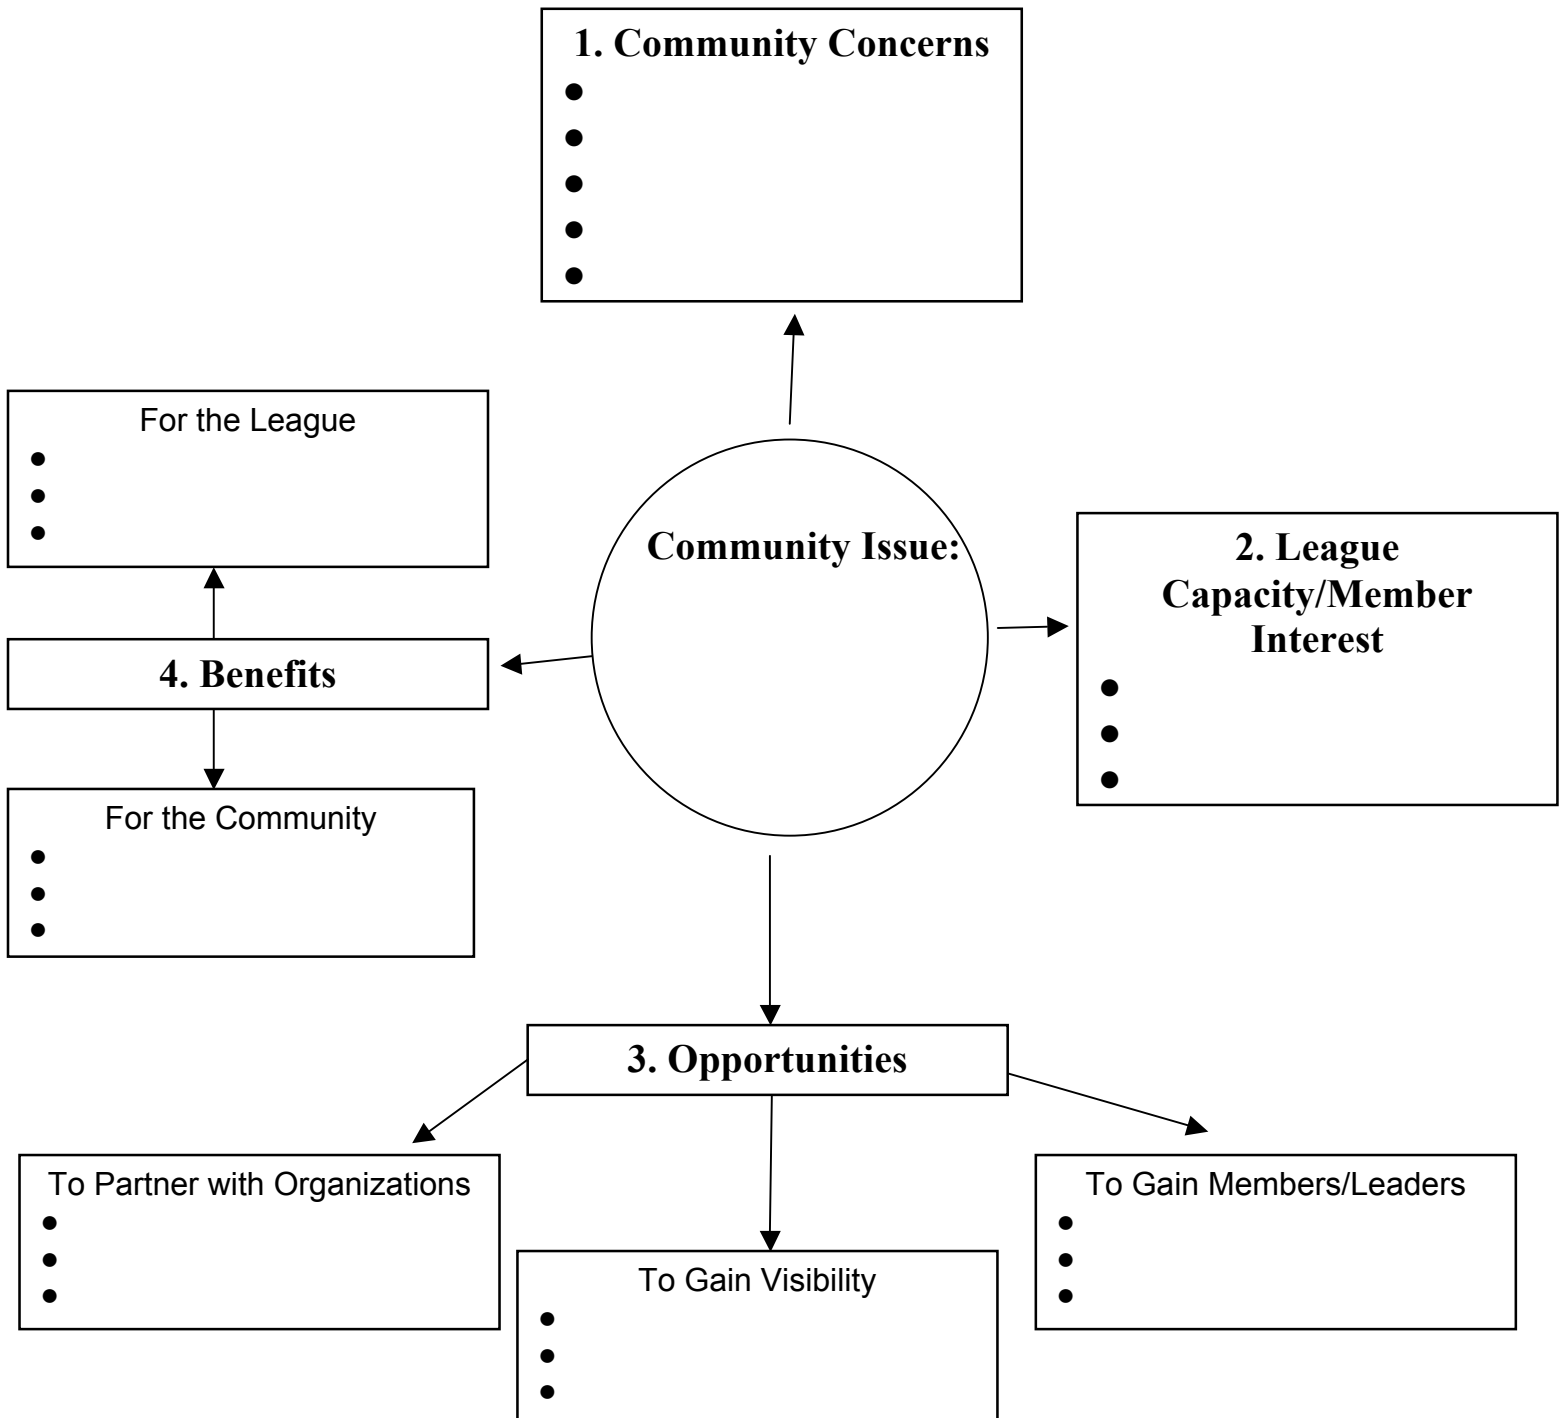 1. Community Concerns
●
●
●
●
●
For the League
●
●
●
Community Issue:
2. League
Capacity/Member
Interest
●
●
●
4. Benefits
For the Community
●
●
●
3. Opportunities
To Partner with Organizations
●
●
●
To Gain Visibility
●
●
●
To Gain Members/Leaders
●
●
●